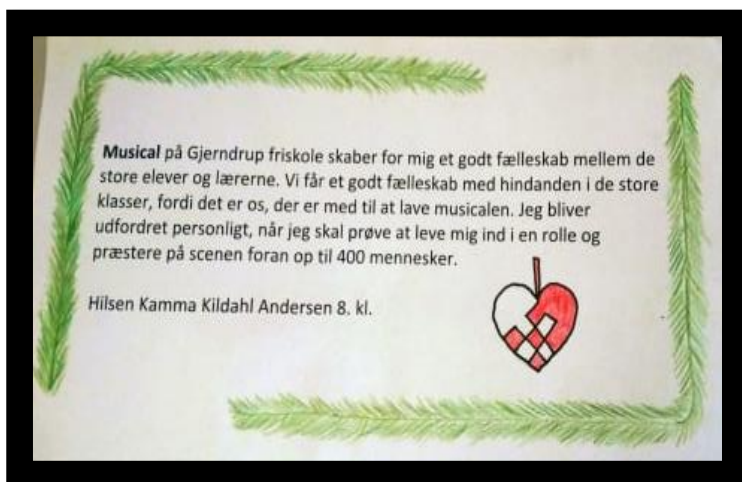 Musical på Gjerndrup friskole skaber for mig et godt fælleskab mellem de
store elever og lærerne. Vi får et godt fælleskab med hindanden i de store
klasser, fordi det er os, der er med til at lave musicalen. Jeg bliver
udfordret personligt, når jeg skal prøve at leve mig ind i en rolle og
præstere på scenen foran op til 400 mennesker.
Hilsen Kamma Kildahl Andersen 8. kl.